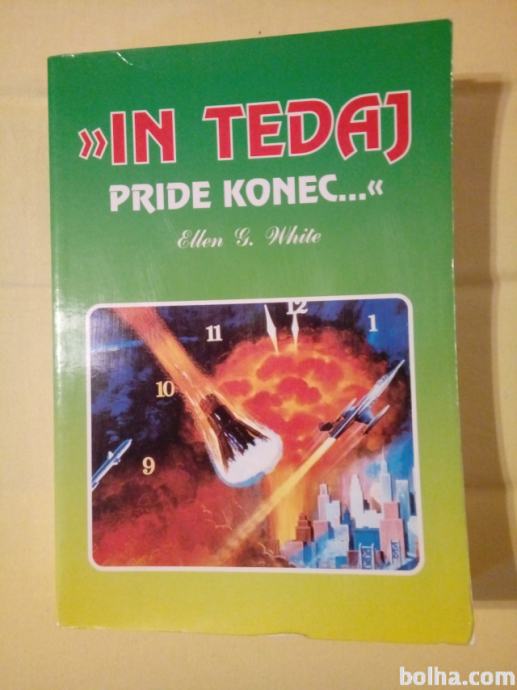 »IN TEDAJ
PRIDE KONEC...«
Ellen G. White
11
12
1
10
9
bolha.com